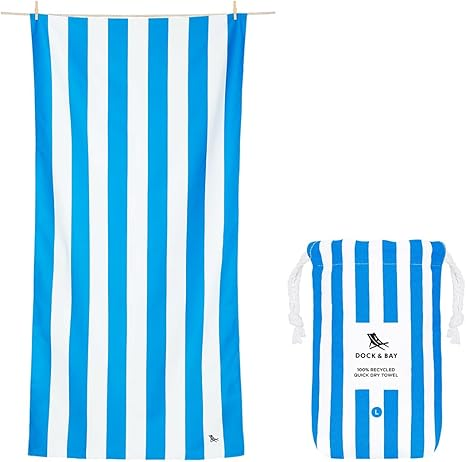 DOCK & BAY
100% RECYCLED
QUICK DRY TOWEL
L